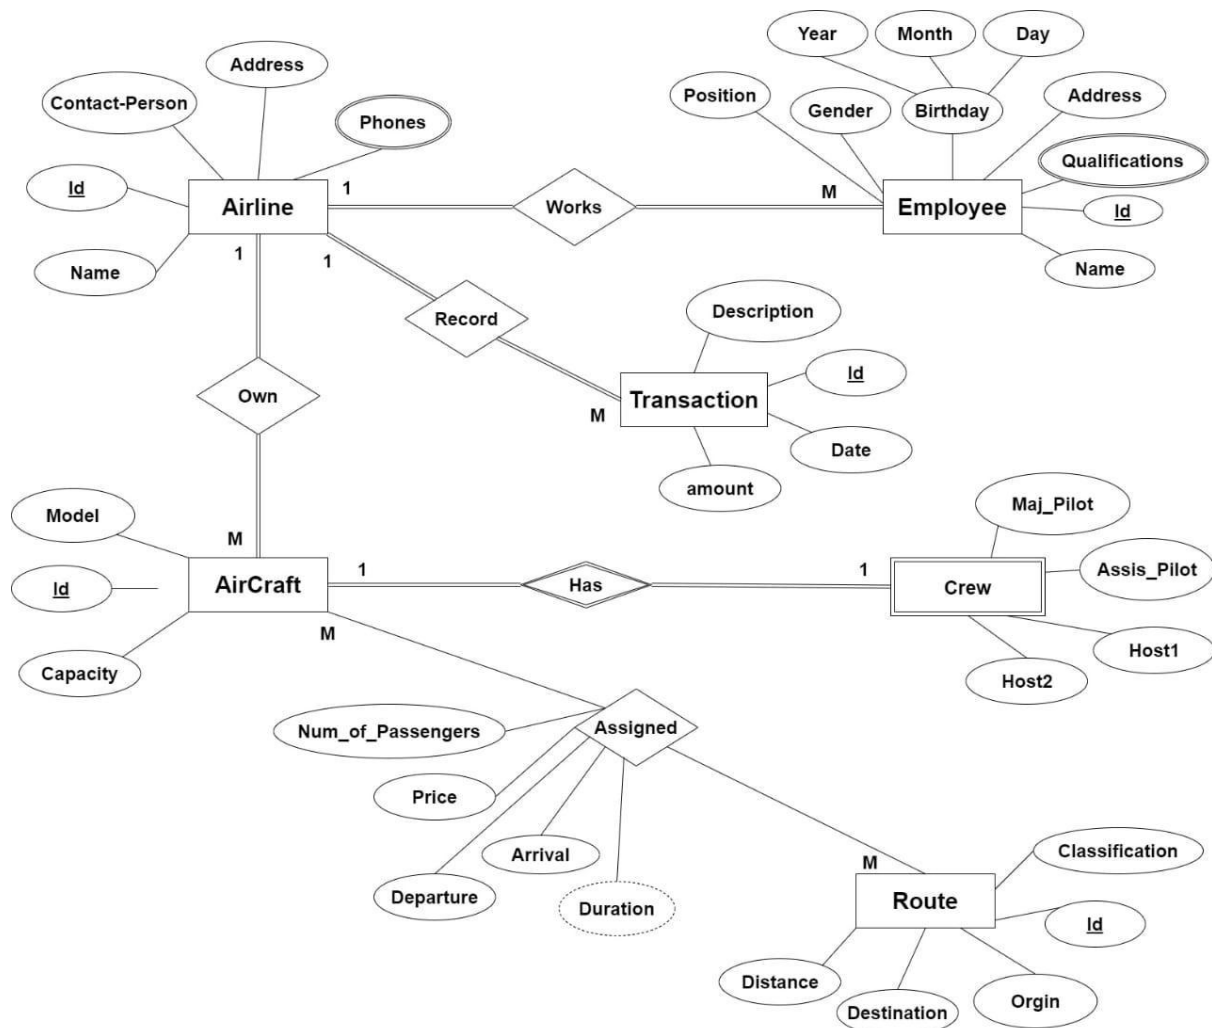 Year
Month
Day
Address
Contact-Person
Position
Gender
Birthday
Address
Phones
Qualifications
Id
Airline
1
Works
M
Employee
Id
Name
1
1
Name
Description
Record
Id
Own
Transaction
M
Date
amount
Model
Maj_Pilot
M
1
1
Assis_Pilot
Id
AirCraft
Has
Crew
M
Host1
Capacity
Host2
Num_of_Passengers
Assigned
Price
Arrival
Classification
M
Departure
Duration
Route
Id
Distance
Orgin
Destination